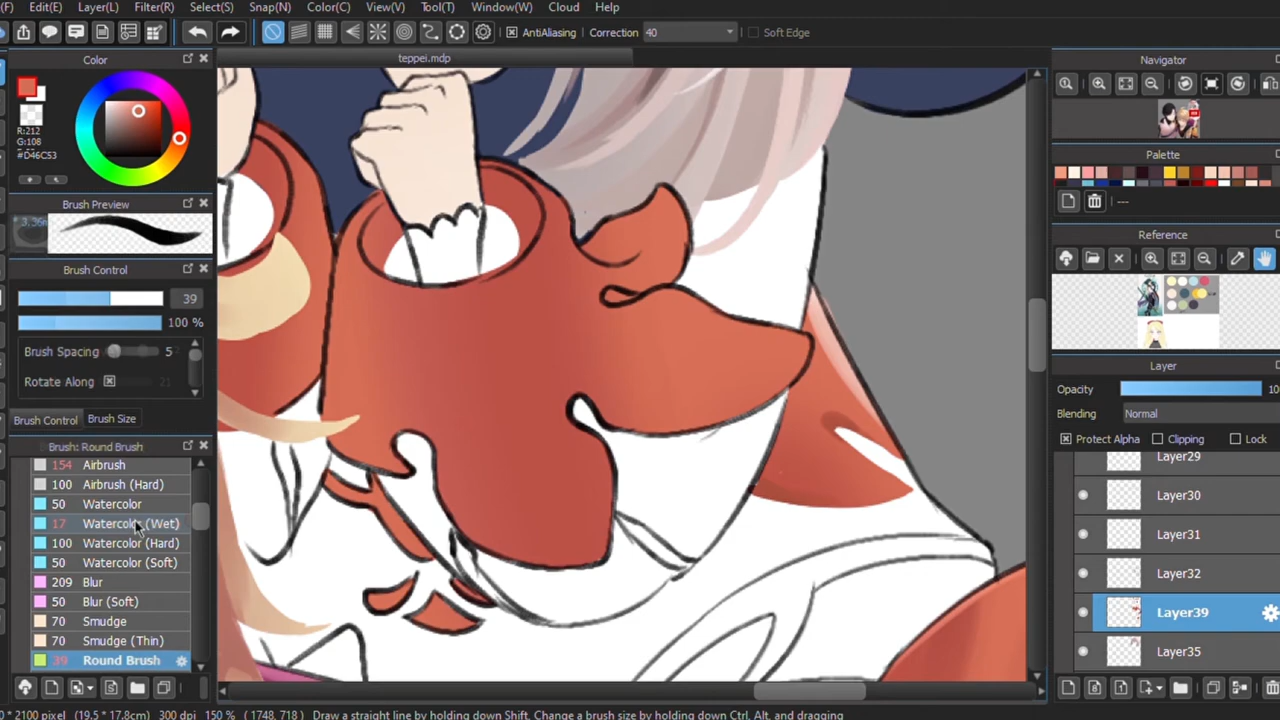 (F) Edit(E) Layer(L) Filter(R) Select(S) Snap(N) Color(C) View(V) Tool(T) Window(W) Cloud Help
AntiAliasing Correction 40 Soft Edge
teppei.mdp
Color
R:212
G:108
#D46C53
Brush Preview
Brush Control
39
100 %
Brush Spacing 5
Rotate Along 21
Brush Control Brush Size
Brush: Round Brush
154 Airbrush
100 Airbrush (Hard)
50 Watercolor
17 Watercolor (Wet)
100 Watercolor (Hard)
50 Watercolor (Soft)
209 Blur
50 Blur (Soft)
70 Smudge
70 Smudge (Thin)
39 Round Brush
Navigator
Palette
---
Reference
Layer
Opacity 10
Blending Normal
Protect Alpha Clipping Lock
Layer29
Layer30
Layer31
Layer32
Layer39
Layer35
* 2100 pixel (19.5 * 17.8cm) 300 dpi 150 % ( 1748, 718 ) Draw a straight line by holding down Shift, Change a brush size by holding down Ctrl, Alt, and dragging